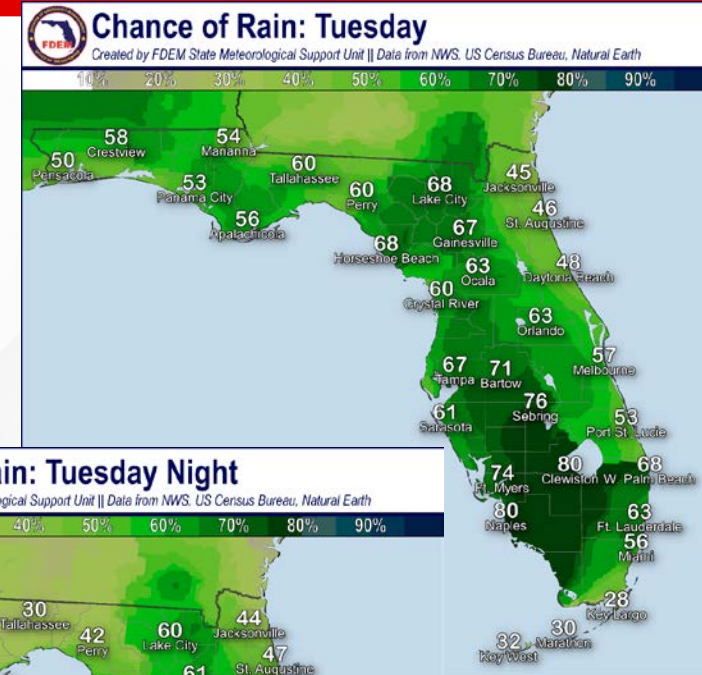 FDEM
Chance of Rain: Tuesday
Created by FDEM State Meteorological Support Unit || Data from NWS. US Census Bureau, Natural Earth
10% 20% 30% 40% 50% 60% 70% 80% 90%
58
Crestview
54
Marianna
50
Pensacola
53
Panama City
60
Tallahassee
60
Perry
68
Lake City
45
Jacksonville
46
St. Augustine
56
Apalachicola
67
Gainesville
68
Horseshoe Beach
63
Ocala
48
Daytona Beach
60
Crystal River
63
Orlando
67
Tampa
71
Bartow
57
Melbourne
61
Sarasota
76
Sebring
53
Port St. Lucie
74
Ft. Myers
80
Clewiston
68
W. Palm Beach
80
Naples
63
Ft. Lauderdale
56
Miami
28
Key Largo
30
Marathon
32
Key West
in: Tuesday Night
gical Support Unit || Data from NWS. US Census Bureau, Natural Earth
40% 50% 60% 70% 80% 90%
30
Tallahassee
42
Perry
60
Lake City
44
Jacksonville
47
St. Augustine
61